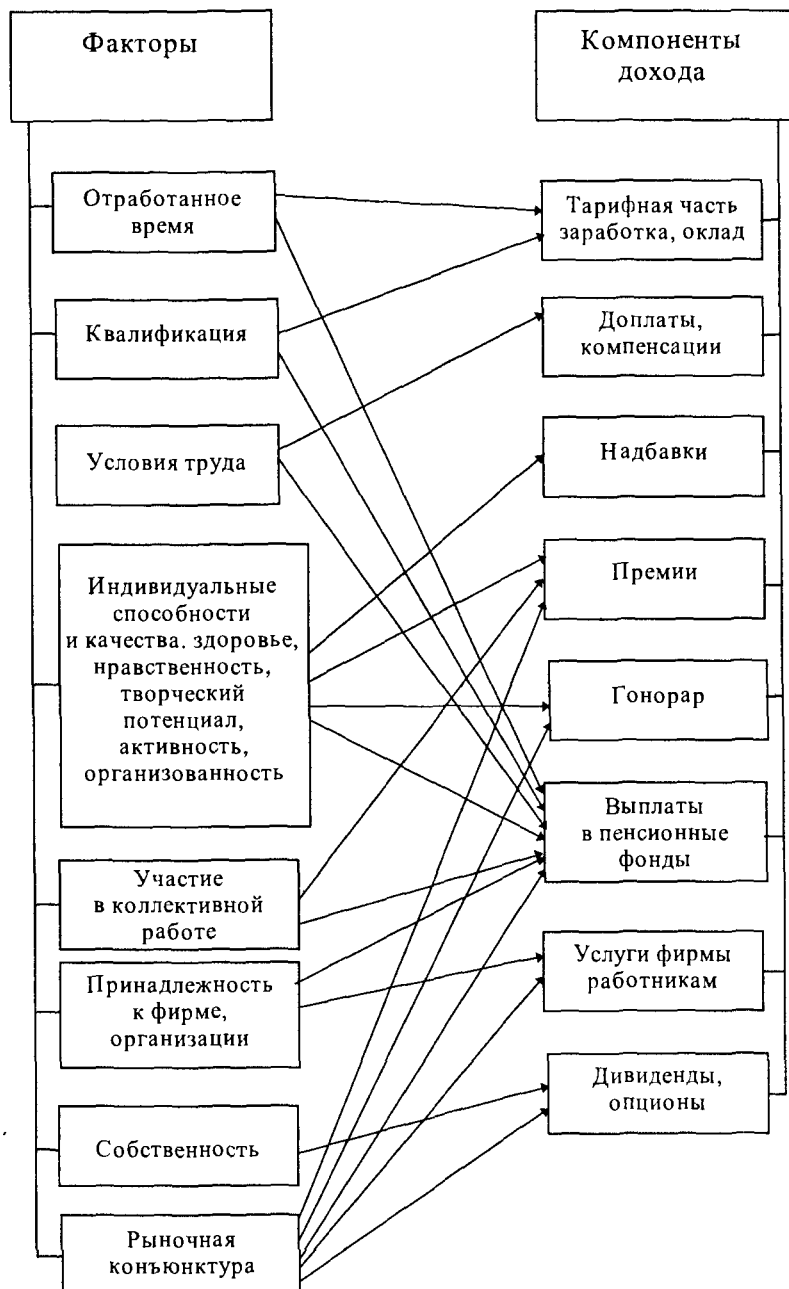 Факторы
Компоненты
дохода
Отработанное
время
Квалификация
Условия труда
Индивидуальные
способности
и качества. здоровье,
нравственность,
творческий
потенциал,
активность,
организованность
Участие
в коллективной
работе
Принадлежность
к фирме,
организации
Собственность
Рыночная
конъюнктура
Тарифная часть
заработка, оклад
Доплаты,
компенсации
Надбавки
Премии
Гонорар
Выплаты
в пенсионные
фонды
Услуги фирмы
работникам
Дивиденды,
опционы